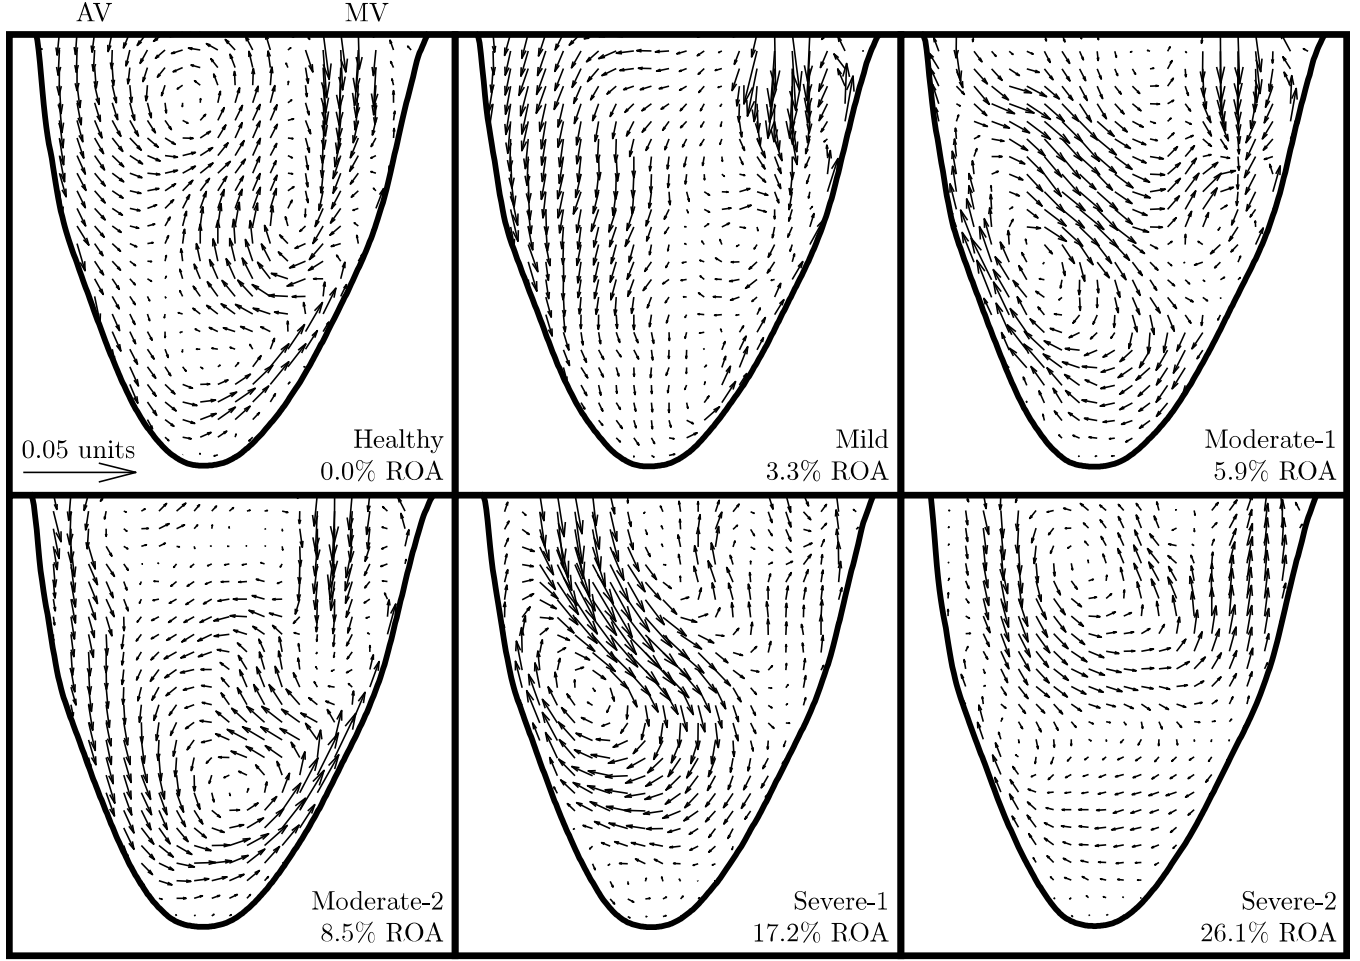 AV MV
0.05 units
Healthy
0.0% ROA
Mild
3.3% ROA
Moderate-1
5.9% ROA
Moderate-2
8.5% ROA
Severe-1
17.2% ROA
Severe-2
26.1% ROA